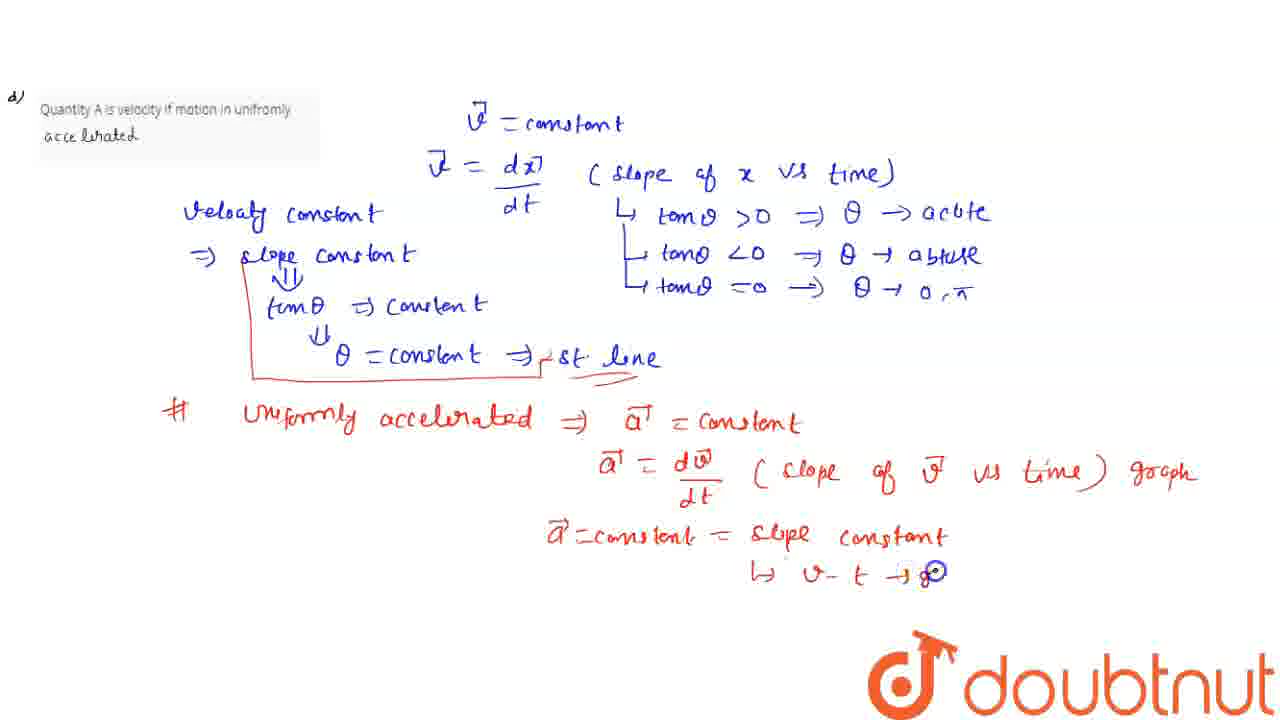 d)
Quantity A is velocity if motion in unifromly
accelerated
v⃗ = constant
v⃗ = dx⃗/dt (slope of x vs time)
↳ tanθ > 0 ⇒ θ → acute
↳ tanθ < 0 ⇒ θ → obtuse
↳ tanθ = 0 → θ → 0, π
Velocity constant
⇒ slope constant
⇓
tanθ ⇒ constant
⇓
θ = constant ⇒ st. line
# Uniformly accelerated ⇒ a⃗ = constant
a⃗ = dv⃗/dt (slope of v⃗ vs time) graph
a⃗ = constant = slope constant
↳ v - t →
doubtnut